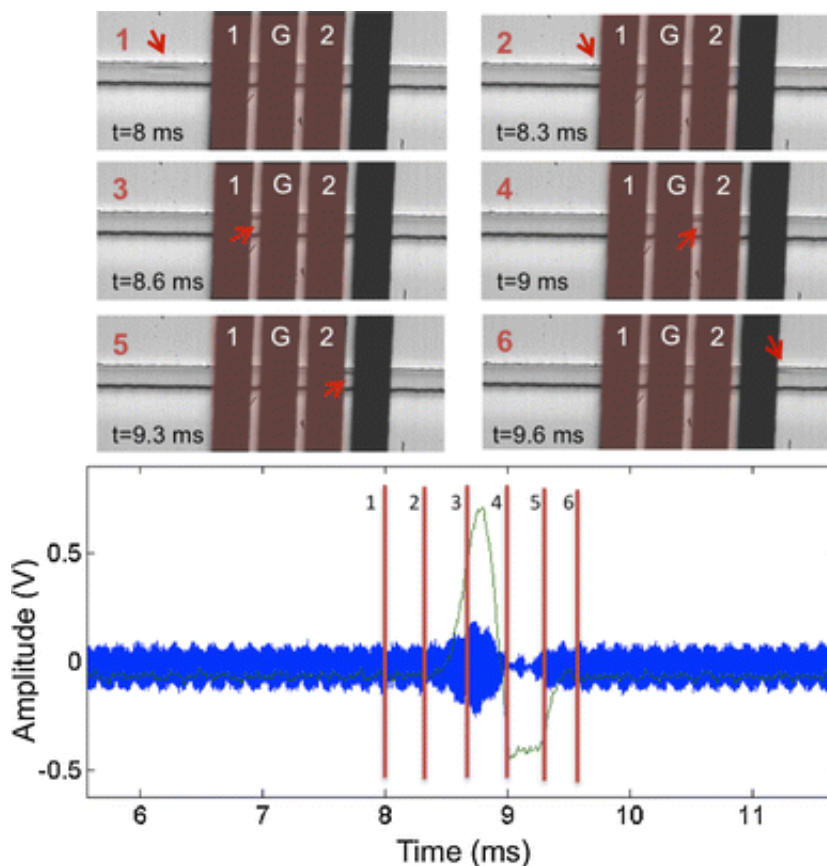 1
1 G 2
t=8 ms
2
1 G 2
t=8.3 ms
3
1 G 2
t=8.6 ms
4
1 G 2
t=9 ms
5
1 G 2
t=9.3 ms
6
1 G 2
t=9.6 ms
1 2 3 4 5 6
0.5
0
-0.5
Amplitude (V)
6 7 8 9 10 11
Time (ms)